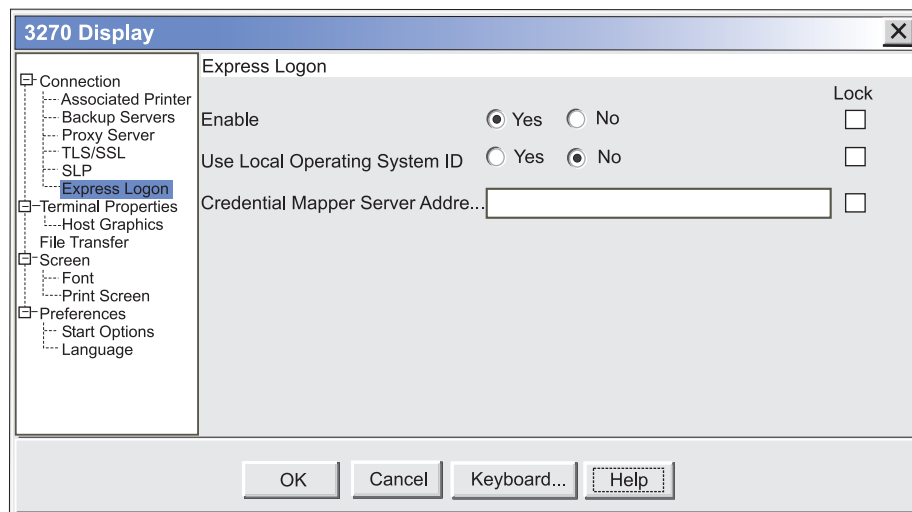 3270 Display
Connection
Associated Printer
Backup Servers
Proxy Server
TLS/SSL
SLP
Express Logon
Terminal Properties
Host Graphics
File Transfer
Screen
Font
Print Screen
Preferences
Start Options
Language
Express Logon
Lock
Enable Yes No
Use Local Operating System ID Yes No
Credential Mapper Server Addre...
OK Cancel Keyboard... Help